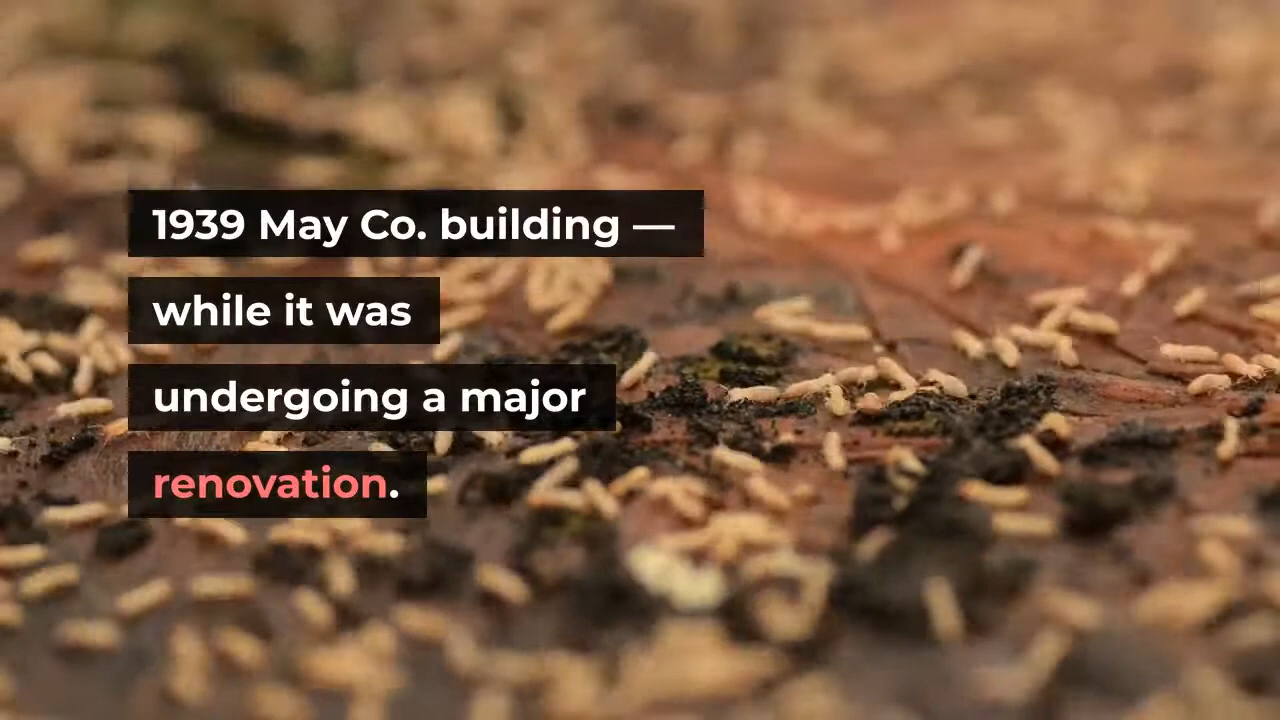 1939 May Co. building —
while it was
undergoing a major
renovation.